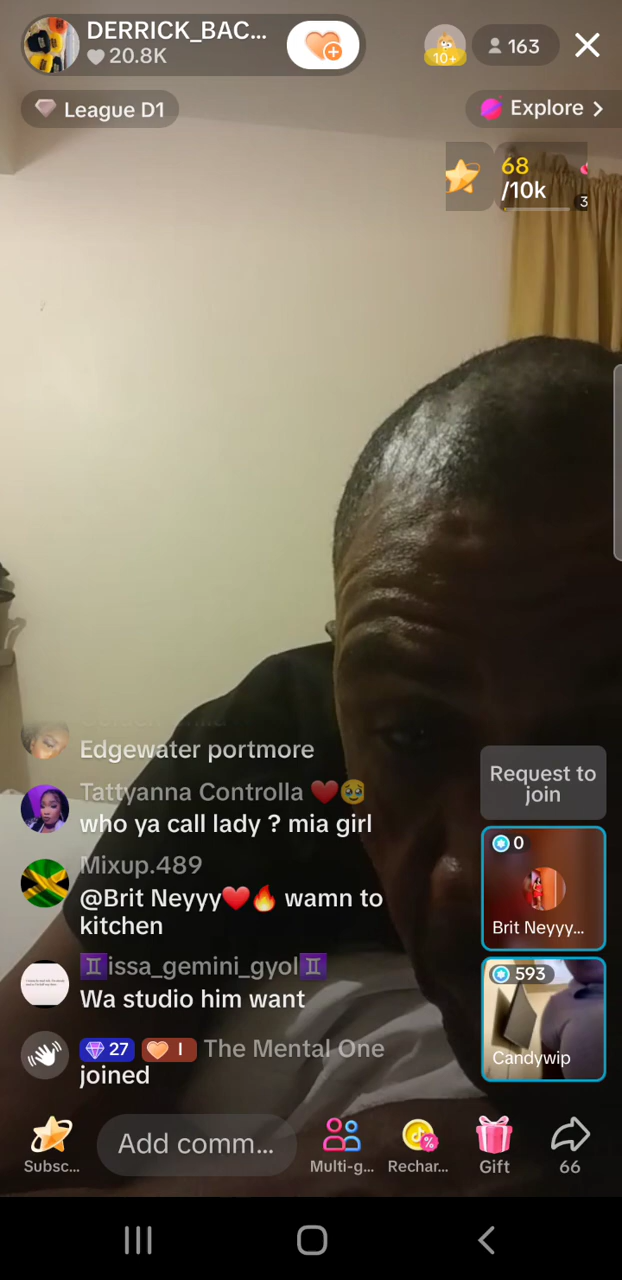 DERRICK_BAC...
20.8K
10+
163
League D1
Explore
68
/10k
3
Edgewater portmore
Tattyanna Controlla ❤️🥹
who ya call lady ? mia girl
Mixup.489
@Brit Neyyy❤️🔥 wamn to
kitchen
♊issa_gemini_gyol♊
Wa studio him want
27 I The Mental One
joined
Request to
join
0
Brit Neyyy...
593
Candywip
Subsc...
Add comm...
Multi-g...
Rechar...
Gift
66